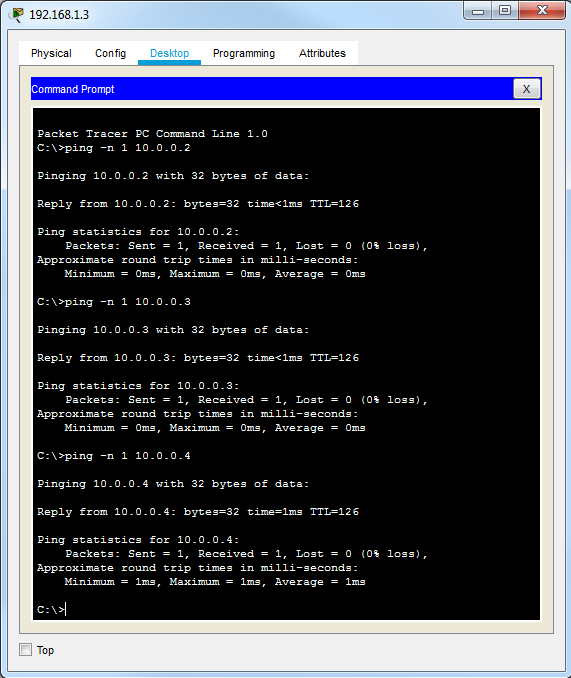 192.168.1.3
Physical Config Desktop Programming Attributes
Command Prompt X
Packet Tracer PC Command Line 1.0
C:\>ping -n 1 10.0.0.2
Pinging 10.0.0.2 with 32 bytes of data:
Reply from 10.0.0.2: bytes=32 time<1ms TTL=126
Ping statistics for 10.0.0.2:
    Packets: Sent = 1, Received = 1, Lost = 0 (0% loss),
Approximate round trip times in milli-seconds:
    Minimum = 0ms, Maximum = 0ms, Average = 0ms
C:\>ping -n 1 10.0.0.3
Pinging 10.0.0.3 with 32 bytes of data:
Reply from 10.0.0.3: bytes=32 time<1ms TTL=126
Ping statistics for 10.0.0.3:
    Packets: Sent = 1, Received = 1, Lost = 0 (0% loss),
Approximate round trip times in milli-seconds:
    Minimum = 0ms, Maximum = 0ms, Average = 0ms
C:\>ping -n 1 10.0.0.4
Pinging 10.0.0.4 with 32 bytes of data:
Reply from 10.0.0.4: bytes=32 time=1ms TTL=126
Ping statistics for 10.0.0.4:
    Packets: Sent = 1, Received = 1, Lost = 0 (0% loss),
Approximate round trip times in milli-seconds:
    Minimum = 1ms, Maximum = 1ms, Average = 1ms
C:\>
Top